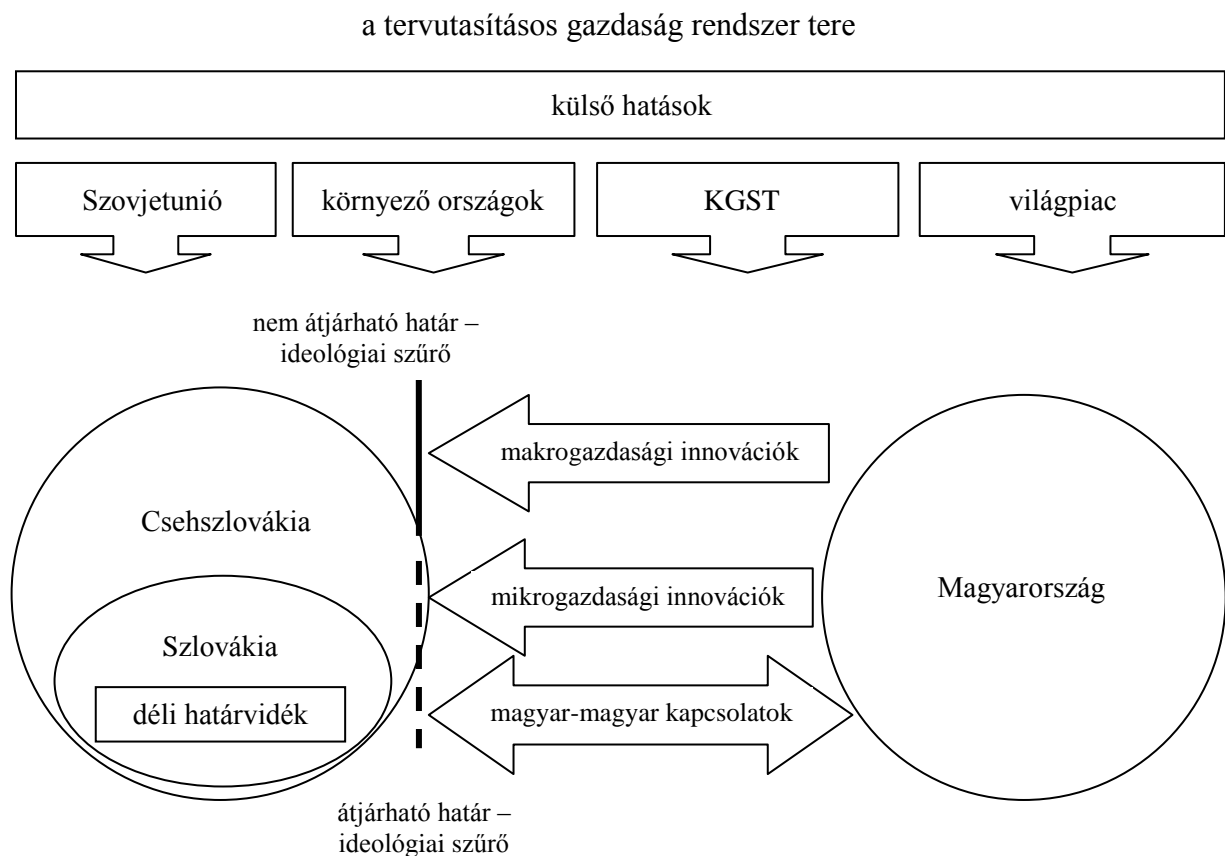 a tervutasításos gazdaság rendszer tere
külső hatások
Szovjetunió
környező országok
KGST
világpiac
nem átjárható határ –
ideológiai szűrő
makrogazdasági innovációk
Csehszlovákia
mikrogazdasági innovációk
Magyarország
Szlovákia
déli határvidék
magyar-magyar kapcsolatok
átjárható határ –
ideológiai szűrő